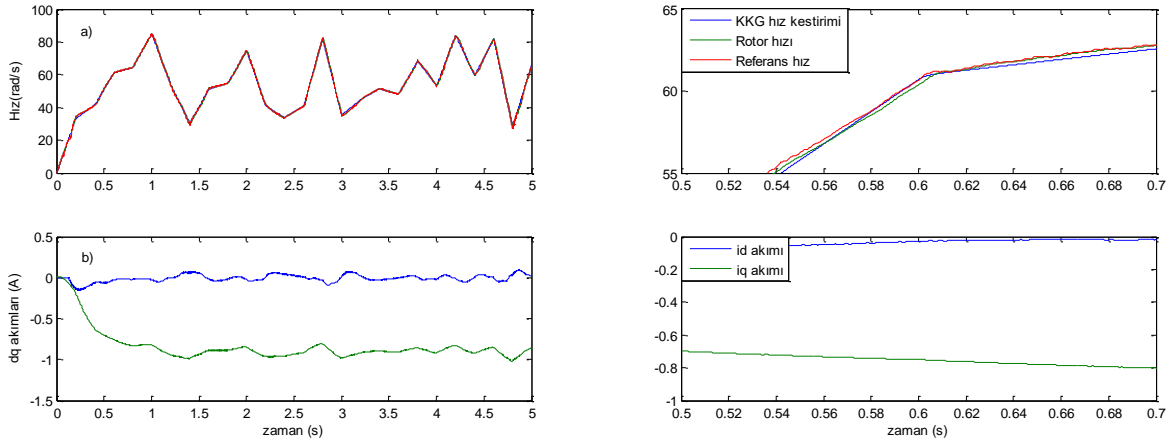 100
80
60
40
20
0
Hız(rad/s)
a)
0 0.5 1 1.5 2 2.5 3 3.5 4 4.5 5
65
60
55
KKG hız kestirimi
Rotor hızı
Referans hız
0.5 0.52 0.54 0.56 0.58 0.6 0.62 0.64 0.66 0.68 0.7
0.5
0
-0.5
-1
-1.5
dq akımları (A)
b)
0 0.5 1 1.5 2 2.5 3 3.5 4 4.5 5
zaman (s)
0
-0.2
-0.4
-0.6
-0.8
-1
id akımı
iq akımı
0.5 0.52 0.54 0.56 0.58 0.6 0.62 0.64 0.66 0.68 0.7
zaman (s)